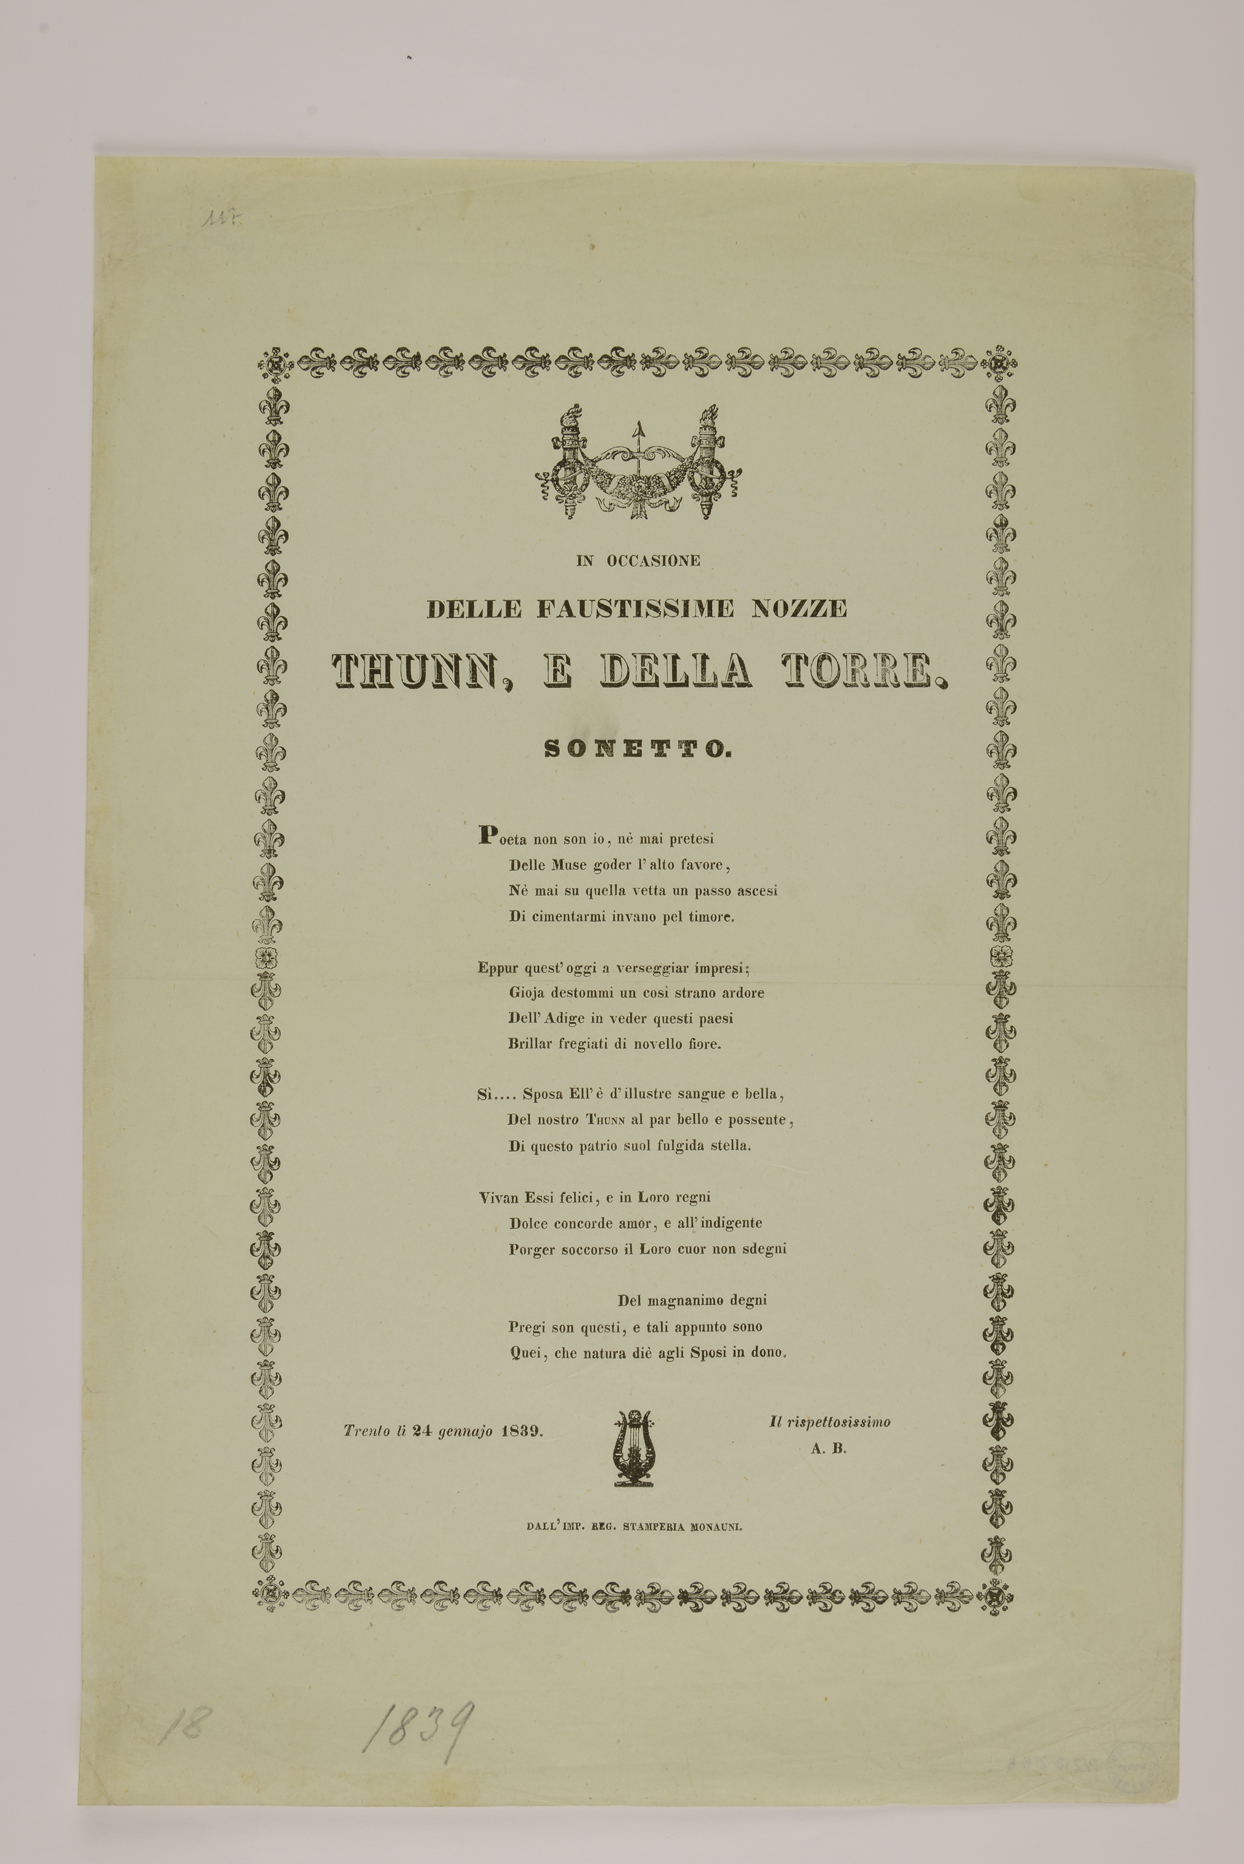 117.
IN OCCASIONE
DELLE FAUSTISSIME NOZZE
THUNN, E DELLA TORRE.
SONETTO.
Poeta non son io, nè mai pretesi
Delle Muse goder l'alto favore,
Nè mai su quella vetta un passo ascesi
Di cimentarmi invano pel timore.
Eppur quest'oggi a verseggiar impresi;
Gioja destommi un così strano ardore
Dell'Adige in veder questi paesi
Brillar fregiati di novello fiore.
Sì.... Sposa Ell'è d'illustre sangue e bella,
Del nostro THUNN al par bello e possente,
Di questo patrio suol fulgida stella.
Vivan Essi felici, e in Loro regni
Dolce concorde amor, e all'indigente
Porger soccorso il Loro cuor non sdegni
Del magnanimo degni
Pregi son questi, e tali appunto sono
Quei, che natura diè agli Sposi in dono.
Trento lì 24 gennajo 1839.
Il rispettosissimo
A. B.
DALL'IMP. REG. STAMPERIA MONAUNI.
18 1839